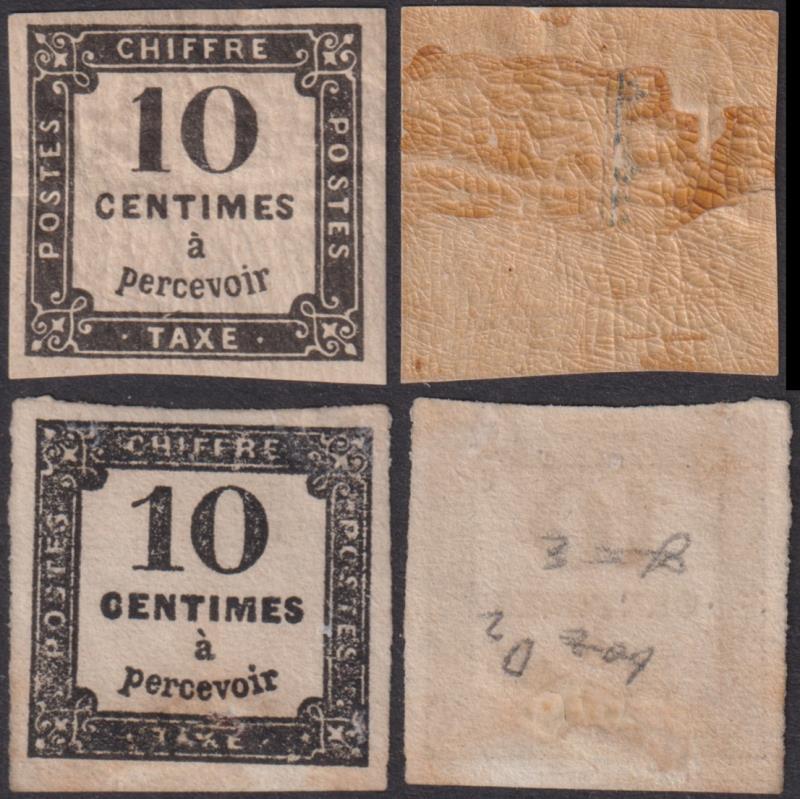 CHIFFRE
POSTES
10
CENTIMES
à
percevoir
POSTES
· TAXE ·
CHIFFRE
POSTES
10
CENTIMES
à
percevoir
POSTES
· TAXE ·